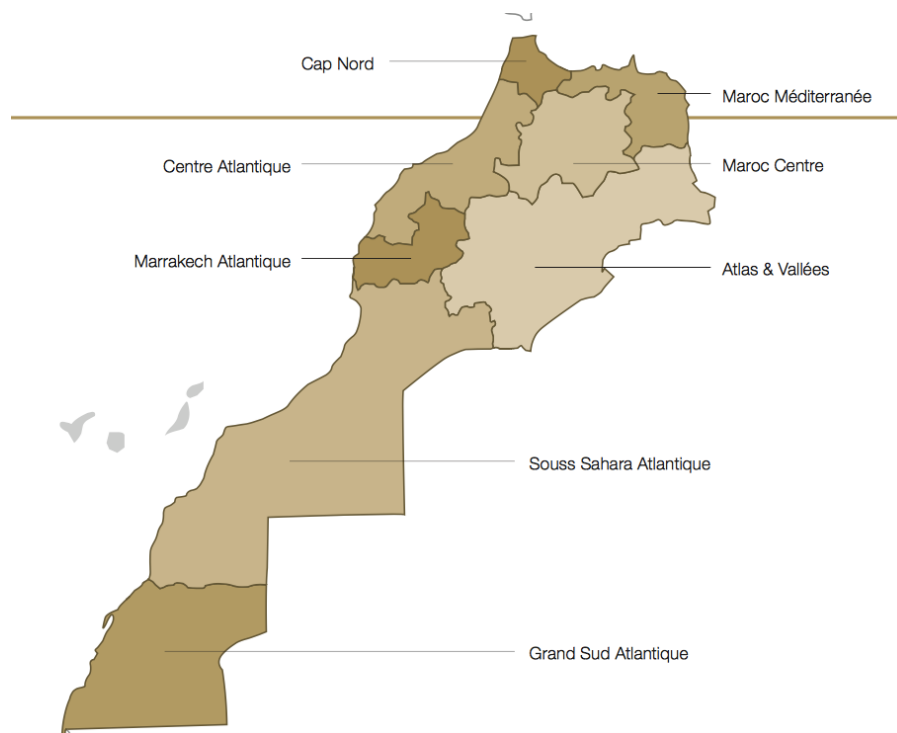 Cap Nord
Maroc Méditerranée
Centre Atlantique
Maroc Centre
Marrakech Atlantique
Atlas & Vallées
Souss Sahara Atlantique
Grand Sud Atlantique